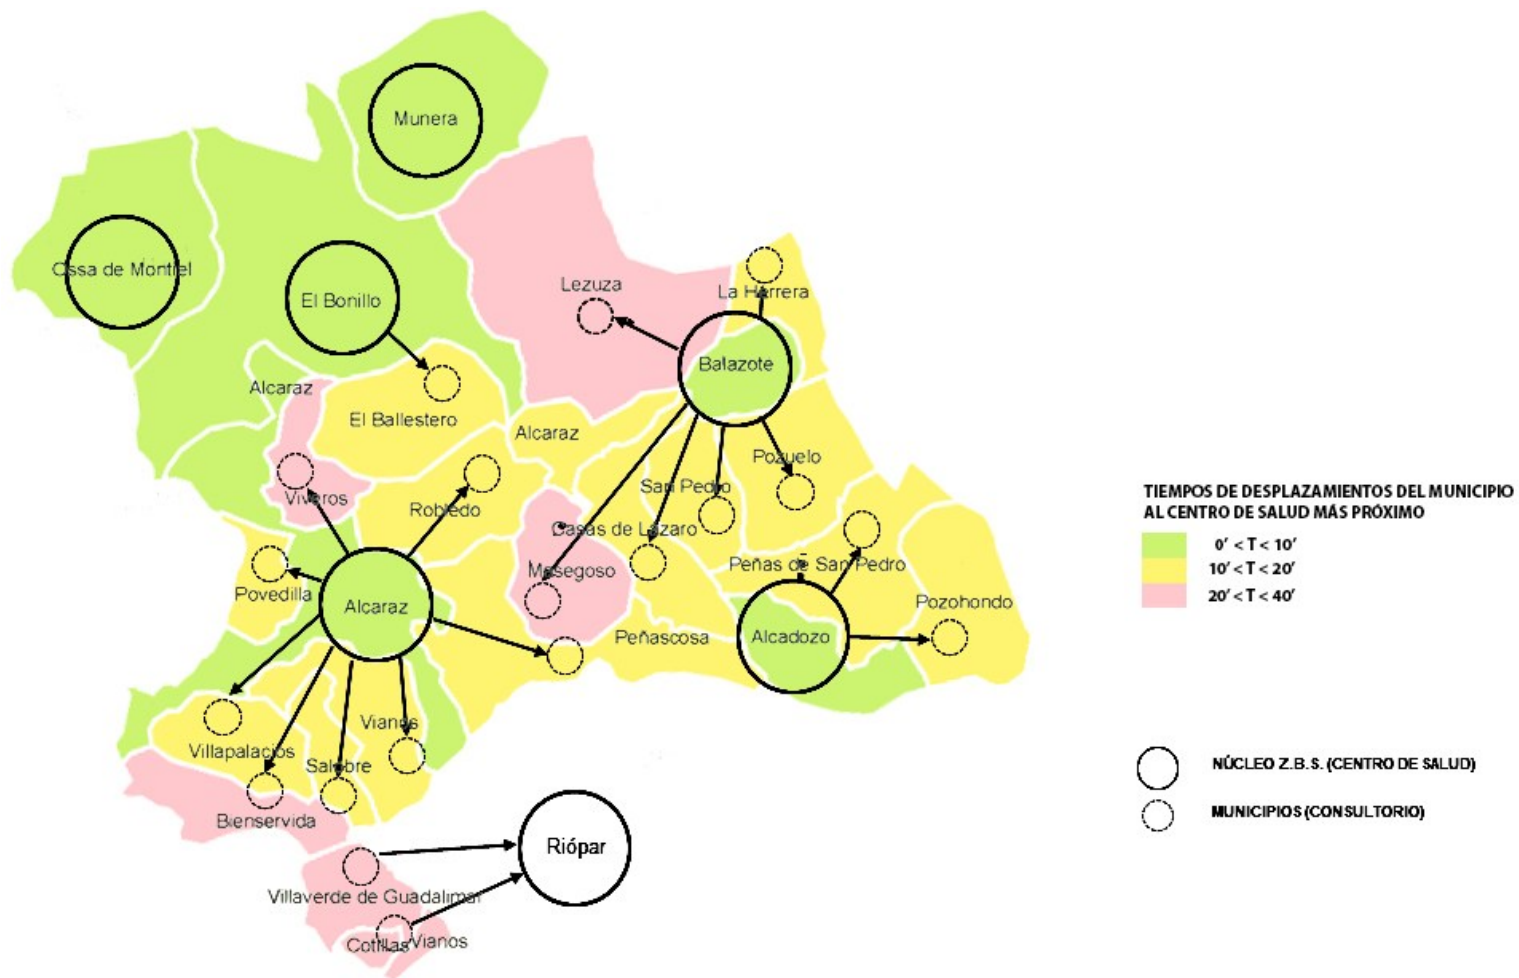 Munera
Ossa de Montiel
El Bonillo
Lezuza
La Herrera
Balazote
Alcaraz
El Ballestero
Alcaraz
Pozuelo
San Pedro
Viveros
Robledo
Casas de Lázaro
Masegoso
Peñas de San Pedro
Povedilla
Alcaraz
Pozohondo
Peñascosa
Alcadozo
Vianos
Villapalacios
Salobre
Bienservida
Riópar
Villaverde de Guadalimar
Cotillas
Vianos
TIEMPOS DE DESPLAZAMIENTOS DEL MUNICIPIO
AL CENTRO DE SALUD MÁS PRÓXIMO
0' < T < 10'
10' < T < 20'
20' < T < 40'
NÚCLEO Z.B.S. (CENTRO DE SALUD)
MUNICIPIOS (CONSULTORIO)